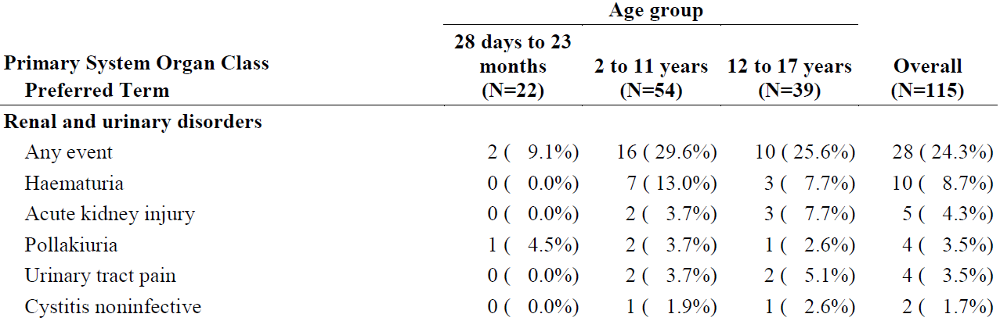 Age group
28 days to 23
months 2 to 11 years 12 to 17 years Overall
Primary System Organ Class
Preferred Term (N=22) (N=54) (N=39) (N=115)
Renal and urinary disorders
Any event 2 ( 9.1%) 16 ( 29.6%) 10 ( 25.6%) 28 ( 24.3%)
Haematuria 0 ( 0.0%) 7 ( 13.0%) 3 ( 7.7%) 10 ( 8.7%)
Acute kidney injury 0 ( 0.0%) 2 ( 3.7%) 3 ( 7.7%) 5 ( 4.3%)
Pollakiuria 1 ( 4.5%) 2 ( 3.7%) 1 ( 2.6%) 4 ( 3.5%)
Urinary tract pain 0 ( 0.0%) 2 ( 3.7%) 2 ( 5.1%) 4 ( 3.5%)
Cystitis noninfective 0 ( 0.0%) 1 ( 1.9%) 1 ( 2.6%) 2 ( 1.7%)